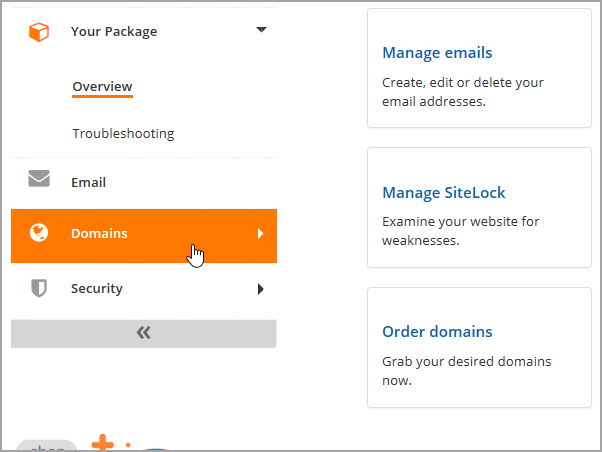 Your Package
Overview
Troubleshooting
Email
Domains
Security
Manage emails
Create, edit or delete your
email addresses.
Manage SiteLock
Examine your website for
weaknesses.
Order domains
Grab your desired domains
now.